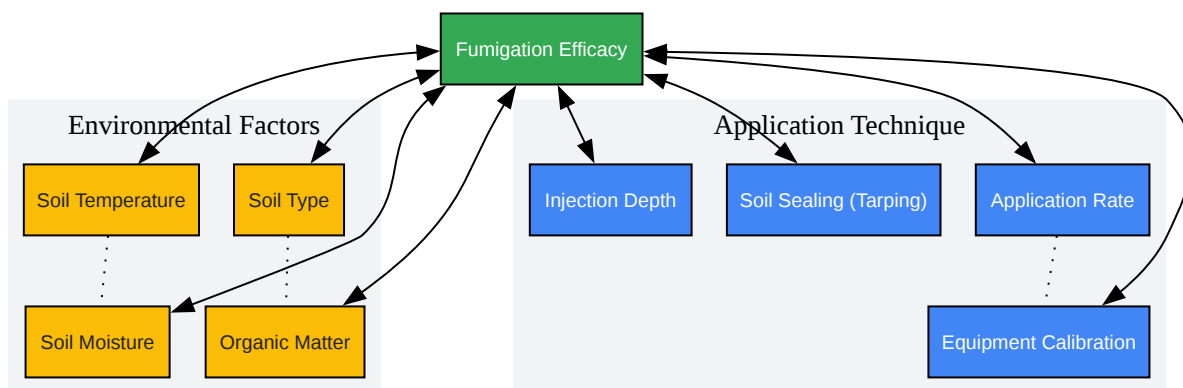 Fumigation Efficacy
Environmental Factors
Application Technique
Soil Temperature
Soil Type
Injection Depth
Soil Sealing (Tarping)
Application Rate
Soil Moisture
Organic Matter
Equipment Calibration